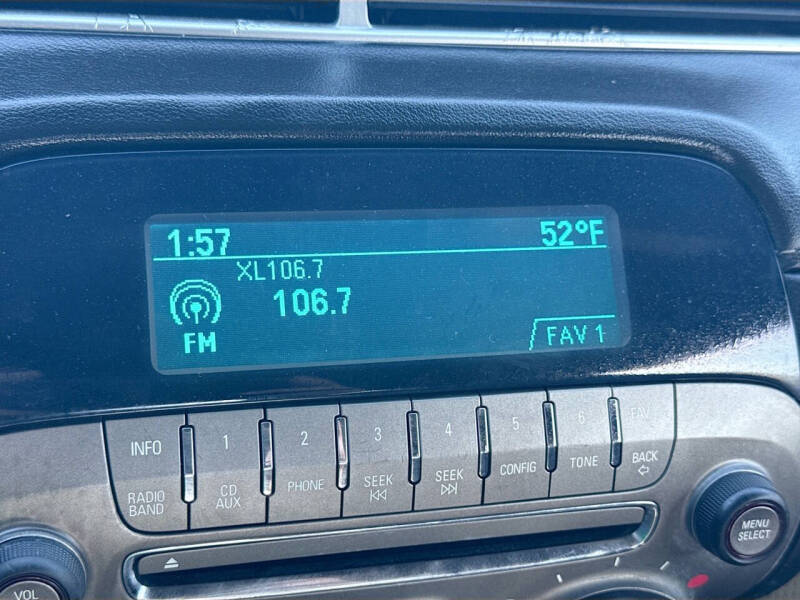 1:57 52°F
XL106.7
106.7
FM
FAV 1
INFO 1 2 3 4 5 6 FAV
RADIO BAND
CD AUX
PHONE
SEEK
SEEK
CONFIG
TONE
BACK
MENU SELECT
VOL